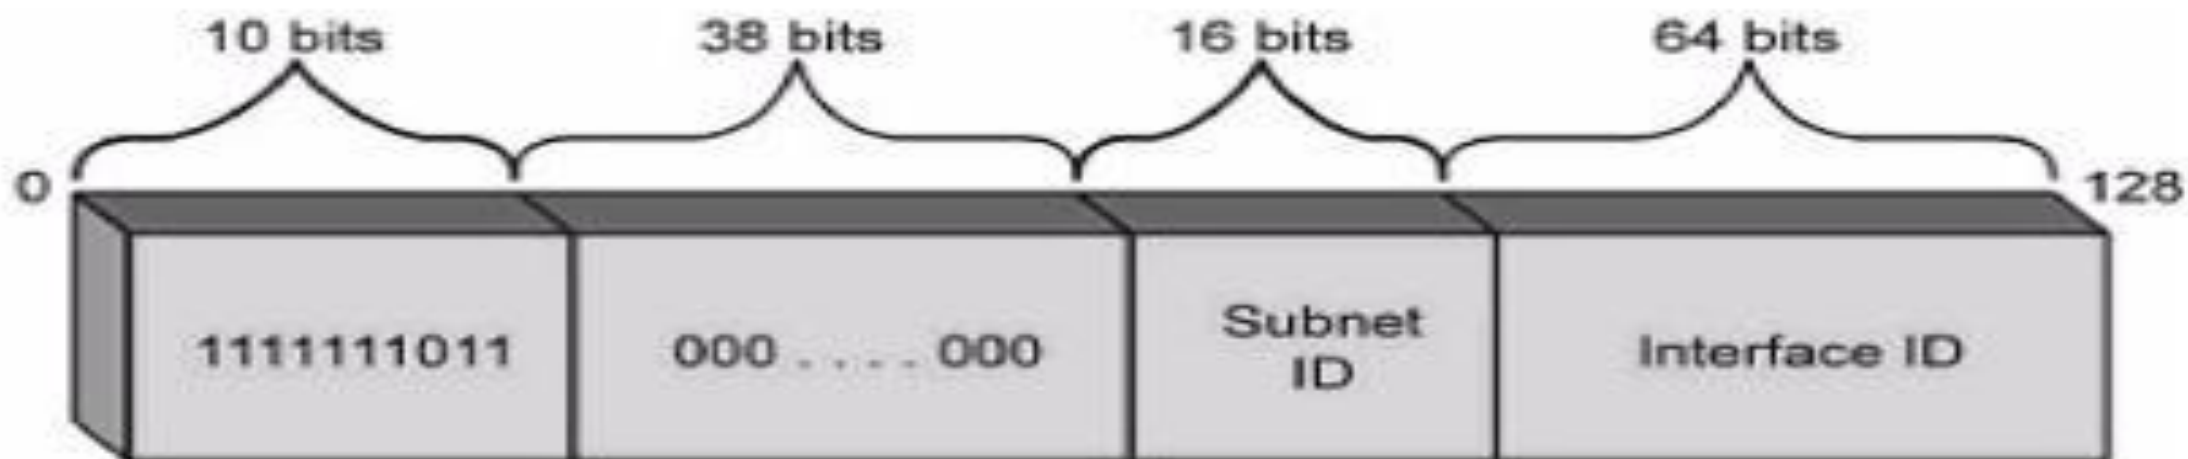 10 bits
38 bits
16 bits
64 bits
0
128
1111111011
000 . . . . 000
Subnet
ID
Interface ID